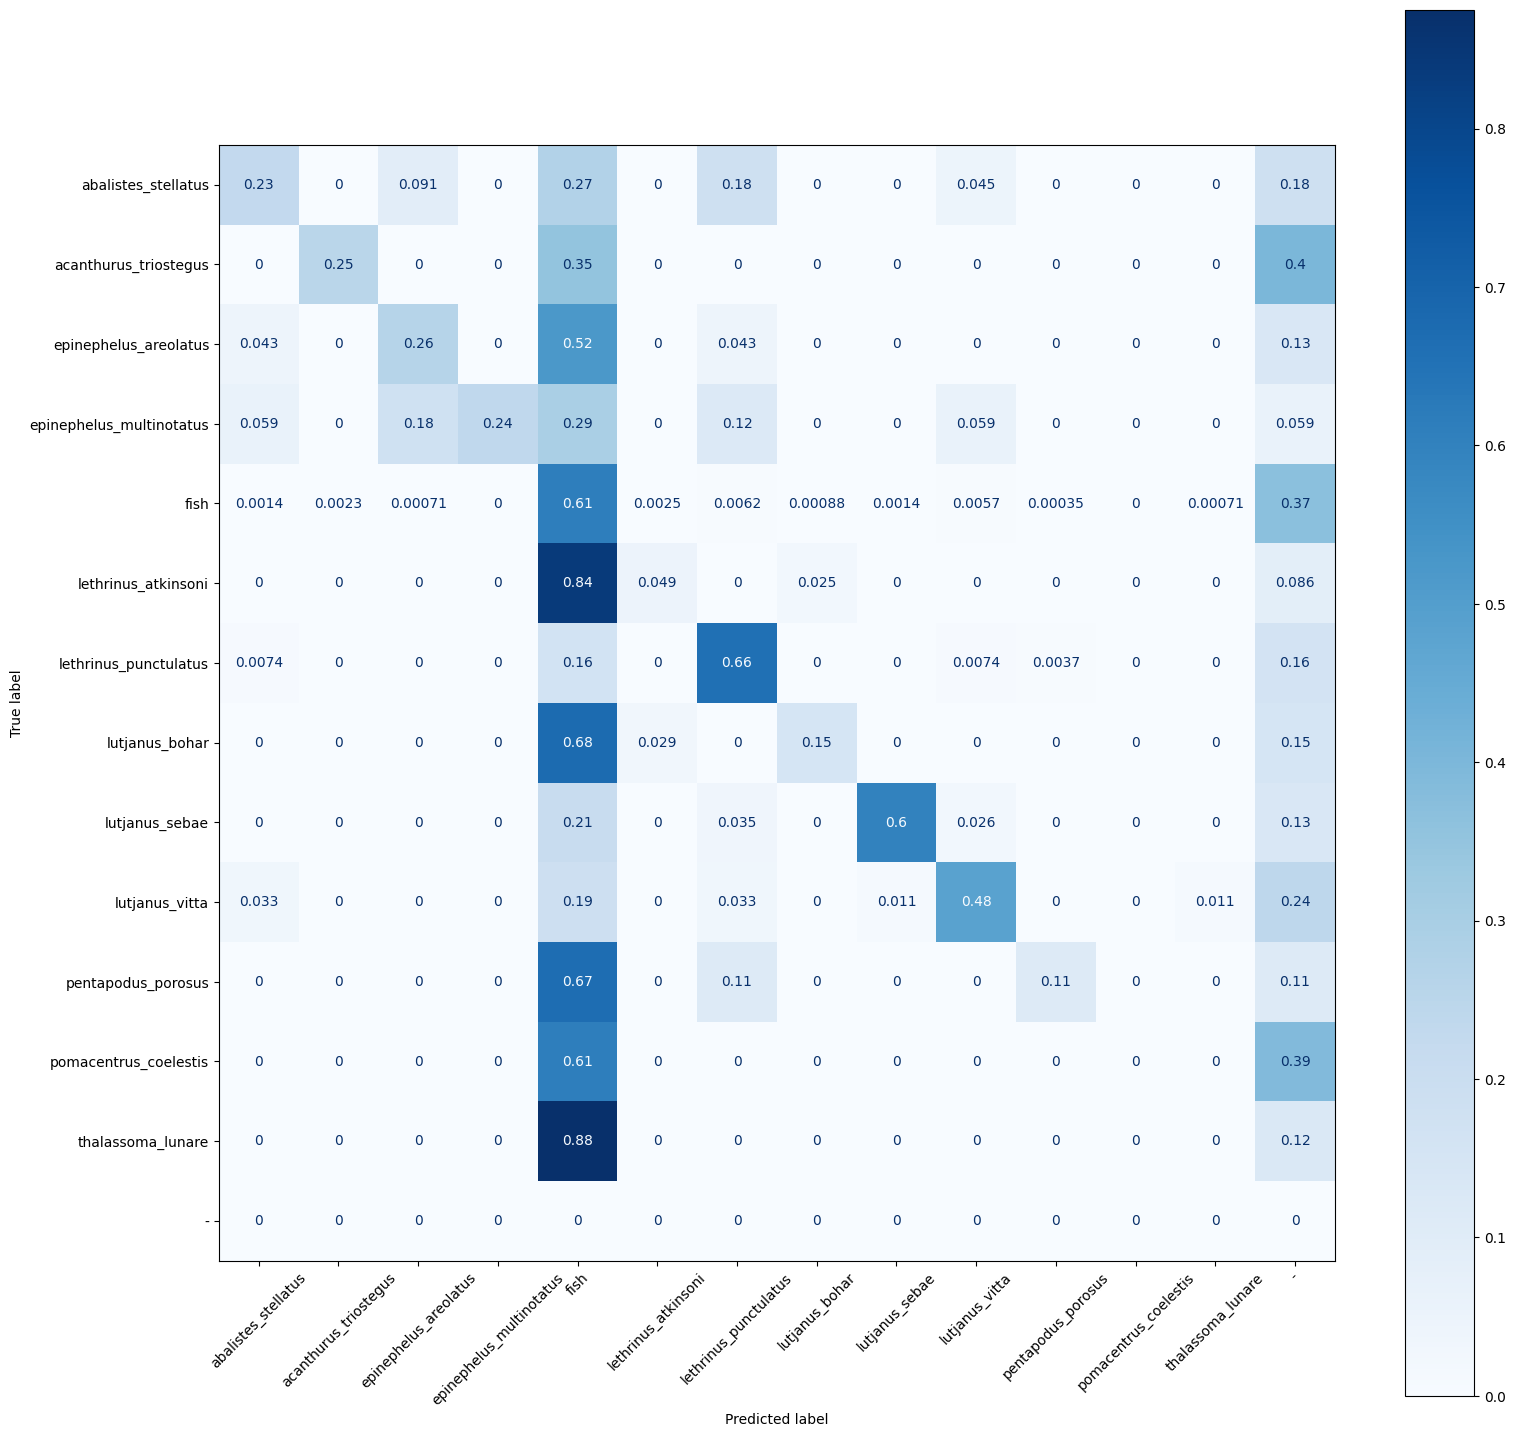 abalistes_stellatus 0.23 0 0.091 0 0.27 0 0.18 0 0 0.045 0 0 0 0.18
acanthurus_triostegus 0 0.25 0 0 0.35 0 0 0 0 0 0 0 0 0.4
epinephelus_areolatus 0.043 0 0.26 0 0.52 0 0.043 0 0 0 0 0 0 0.13
epinephelus_multinotatus 0.059 0 0.18 0.24 0.29 0 0.12 0 0 0.059 0 0 0 0.059
fish 0.0014 0.0023 0.00071 0 0.61 0.0025 0.0062 0.00088 0.0014 0.0057 0.00035 0 0.00071 0.37
lethrinus_atkinsoni 0 0 0 0 0.84 0.049 0 0.025 0 0 0 0 0 0.086
lethrinus_punctulatus 0.0074 0 0 0 0.16 0 0.66 0 0 0.0074 0.0037 0 0 0.16
lutjanus_bohar 0 0 0 0 0.68 0.029 0 0.15 0 0 0 0 0 0.15
lutjanus_sebae 0 0 0 0 0.21 0 0.035 0 0.6 0.026 0 0 0 0.13
lutjanus_vitta 0.033 0 0 0 0.19 0 0.033 0 0.011 0.48 0 0 0.011 0.24
pentapodus_porosus 0 0 0 0 0.67 0 0.11 0 0 0 0.11 0 0 0.11
pomacentrus_coelestis 0 0 0 0 0.61 0 0 0 0 0 0 0 0 0.39
thalassoma_lunare 0 0 0 0 0.88 0 0 0 0 0 0 0 0 0.12
- 0 0 0 0 0 0 0 0 0 0 0 0 0 0
True label
abalistes_stellatus
acanthurus_triostegus
epinephelus_areolatus
epinephelus_multinotatus
fish
lethrinus_atkinsoni
lethrinus_punctulatus
lutjanus_bohar
lutjanus_sebae
lutjanus_vitta
pentapodus_porosus
pomacentrus_coelestis
thalassoma_lunare
-
Predicted label
0.8
0.7
0.6
0.5
0.4
0.3
0.2
0.1
0.0